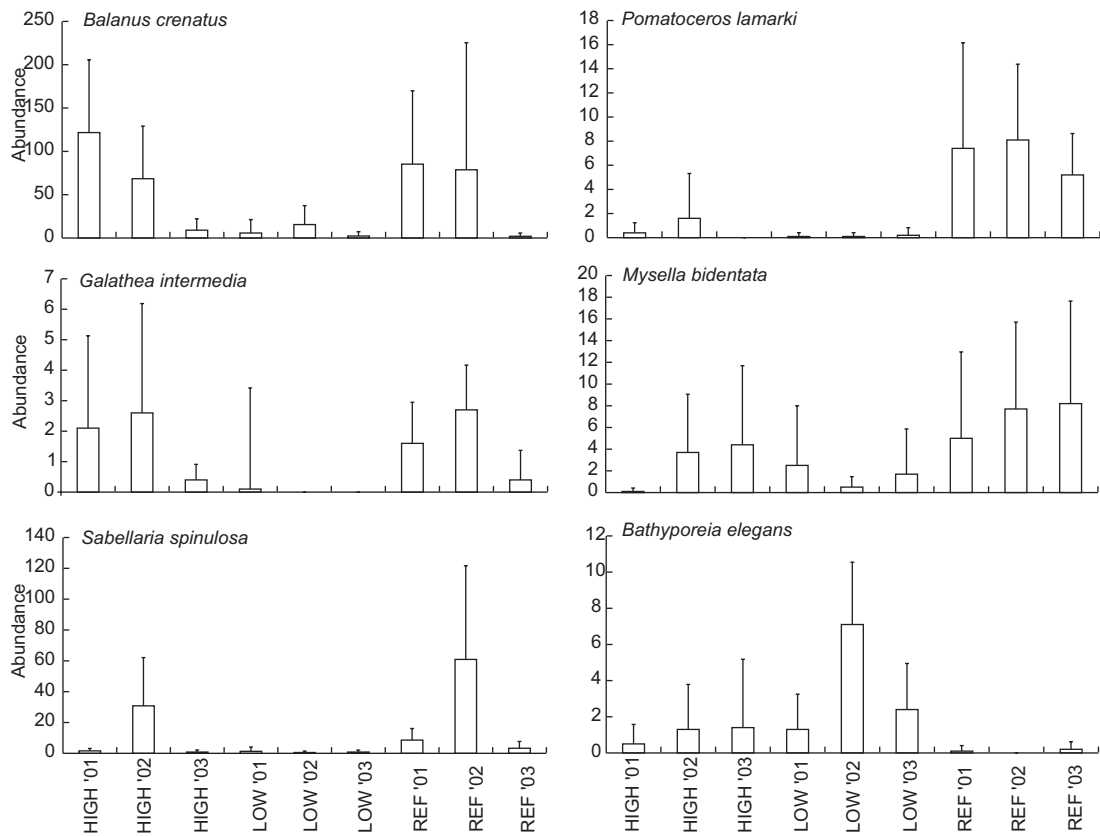 Balanus crenatus
250
200
150
100
50
0
Abundance
Pomatoceros lamarki
18
16
14
12
10
8
6
4
2
0
Galathea intermedia
7
6
5
4
3
2
1
0
Abundance
Mysella bidentata
20
18
16
14
12
10
8
6
4
2
0
Sabellaria spinulosa
140
120
100
80
60
40
20
0
Abundance
HIGH '01
HIGH '02
HIGH '03
LOW '01
LOW '02
LOW '03
REF '01
REF '02
REF '03
Bathyporeia elegans
12
10
8
6
4
2
0
HIGH '01
HIGH '02
HIGH '03
LOW '01
LOW '02
LOW '03
REF '01
REF '02
REF '03